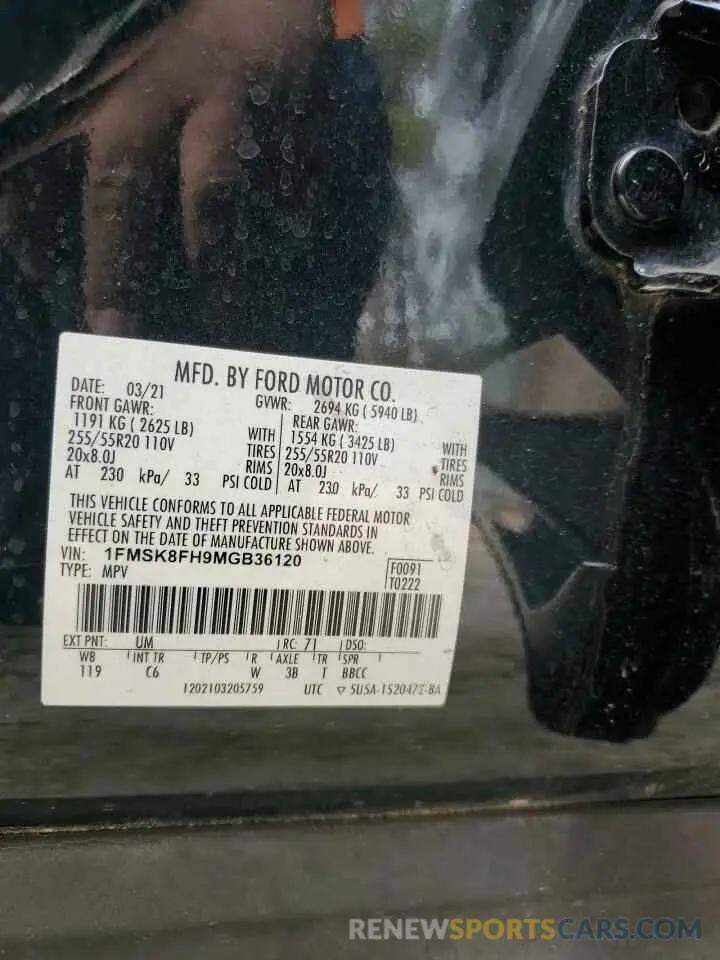 MFD. BY FORD MOTOR CO.
DATE: 03/21 GVWR: 2694 KG ( 5940 LB)
FRONT GAWR: REAR GAWR:
1191 KG ( 2625 LB) WITH 1554 KG ( 3425 LB) WITH
255/55R20 110V TIRES 255/55R20 110V TIRES
20x8.0J RIMS 20x8.0J RIMS
AT 230 kPa/ 33 PSI COLD AT 230 kPa/ 33 PSI COLD
THIS VEHICLE CONFORMS TO ALL APPLICABLE FEDERAL MOTOR
VEHICLE SAFETY AND THEFT PREVENTION STANDARDS IN
EFFECT ON THE DATE OF MANUFACTURE SHOWN ABOVE.
VIN: 1FMSK8FH9MGB36120
TYPE: MPV
F0091
T0222
EXT PNT: UM RC: 71 DSO:
WB INT TR TP/PS R AXLE TR SPR
119 C6 W 3B T BBCC
1202103205759 UTC ▽ 5U5A-1520472-BA
RENEWSPORTSCARS.COM